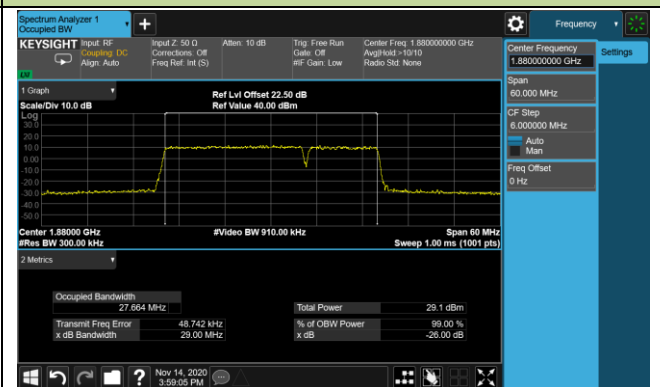 Spectrum Analyzer 1
Occupied BW
+
Frequency
KEYSIGHT
Input: RF
Coupling: DC
Align: Auto
Input Z: 50 Ω
Corrections: Off
Freq Ref: Int (S)
Atten: 10 dB
Trig: Free Run
Gate: Off
#IF Gain: Low
Center Freq: 1.880000000 GHz
Avg|Hold:>10/10
Radio Std: None
Center Frequency
1.880000000 GHz
Settings
Span
60.000 MHz
CF Step
6.000000 MHz
Auto
Man
Freq Offset
0 Hz
1 Graph
Scale/Div 10.0 dB
Ref Lvl Offset 22.50 dB
Ref Value 40.00 dBm
Log
30.0
20.0
10.0
0.00
-10.0
-20.0
-30.0
-40.0
-50.0
Center 1.88000 GHz
#Res BW 300.00 kHz
#Video BW 910.00 kHz
Span 60 MHz
Sweep 1.00 ms (1001 pts)
2 Metrics
Occupied Bandwidth
27.664 MHz
Total Power 29.1 dBm
Transmit Freq Error 48.742 kHz
% of OBW Power 99.00 %
x dB Bandwidth 29.00 MHz
x dB -26.00 dB
?
Nov 14, 2020
3:59:05 PM